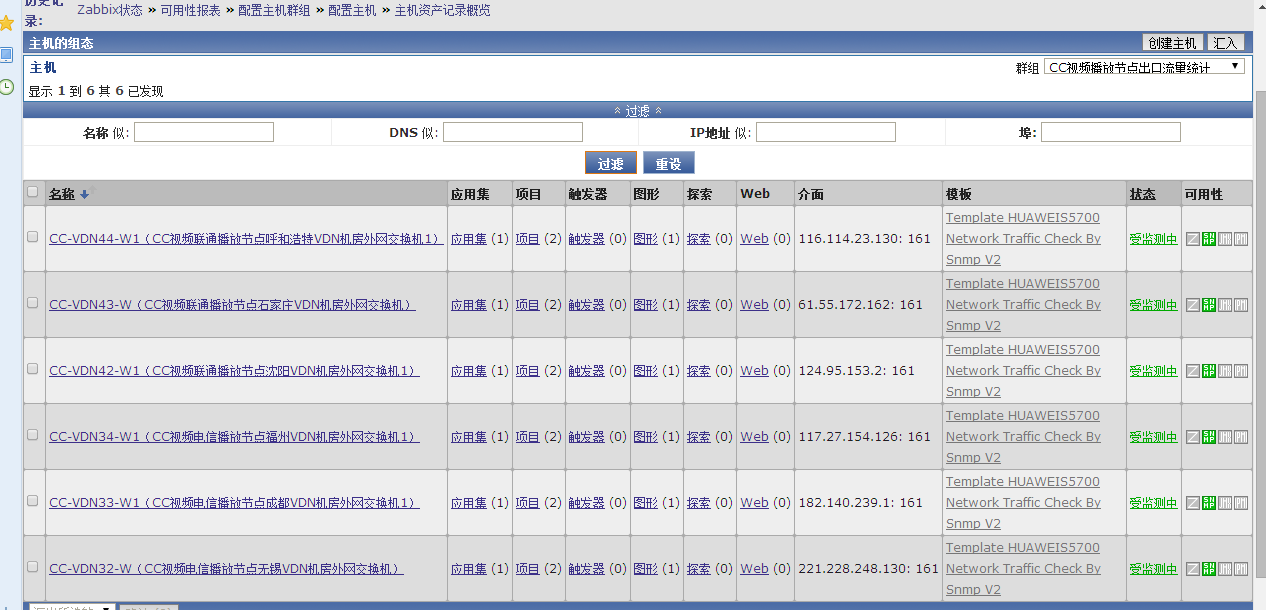 历史记录: Zabbix状态 » 可用性报表 » 配置主机群组 » 配置主机 » 主机资产记录概览
主机的组态 创建主机 汇入
主机 群组 CC视频播放节点出口流量统计
显示 1 到 6 其 6 已发现
过滤
名称 似: DNS 似: IP地址 似: 埠:
过滤 重设
名称 应用集 项目 触发器 图形 探索 Web 介面 模板 状态 可用性
CC-VDN44-W1（CC视频联通播放节点呼和浩特VDN机房外网交换机1） 应用集 (1) 项目 (2) 触发器 (0) 图形 (1) 探索 (0) Web (0) 116.114.23.130: 161 Template HUAWEIS5700 Network Traffic Check By Snmp V2 受监测中
CC-VDN43-W（CC视频联通播放节点石家庄VDN机房外网交换机） 应用集 (1) 项目 (2) 触发器 (0) 图形 (1) 探索 (0) Web (0) 61.55.172.162: 161 Template HUAWEIS5700 Network Traffic Check By Snmp V2 受监测中
CC-VDN42-W1（CC视频联通播放节点沈阳VDN机房外网交换机1） 应用集 (1) 项目 (2) 触发器 (0) 图形 (1) 探索 (0) Web (0) 124.95.153.2: 161 Template HUAWEIS5700 Network Traffic Check By Snmp V2 受监测中
CC-VDN34-W1（CC视频电信播放节点福州VDN机房外网交换机1） 应用集 (1) 项目 (2) 触发器 (0) 图形 (1) 探索 (0) Web (0) 117.27.154.126: 161 Template HUAWEIS5700 Network Traffic Check By Snmp V2 受监测中
CC-VDN33-W1（CC视频电信播放节点成都VDN机房外网交换机1） 应用集 (1) 项目 (2) 触发器 (0) 图形 (1) 探索 (0) Web (0) 182.140.239.1: 161 Template HUAWEIS5700 Network Traffic Check By Snmp V2 受监测中
CC-VDN32-W（CC视频电信播放节点无锡VDN机房外网交换机） 应用集 (1) 项目 (2) 触发器 (0) 图形 (1) 探索 (0) Web (0) 221.228.248.130: 161 Template HUAWEIS5700 Network Traffic Check By Snmp V2 受监测中